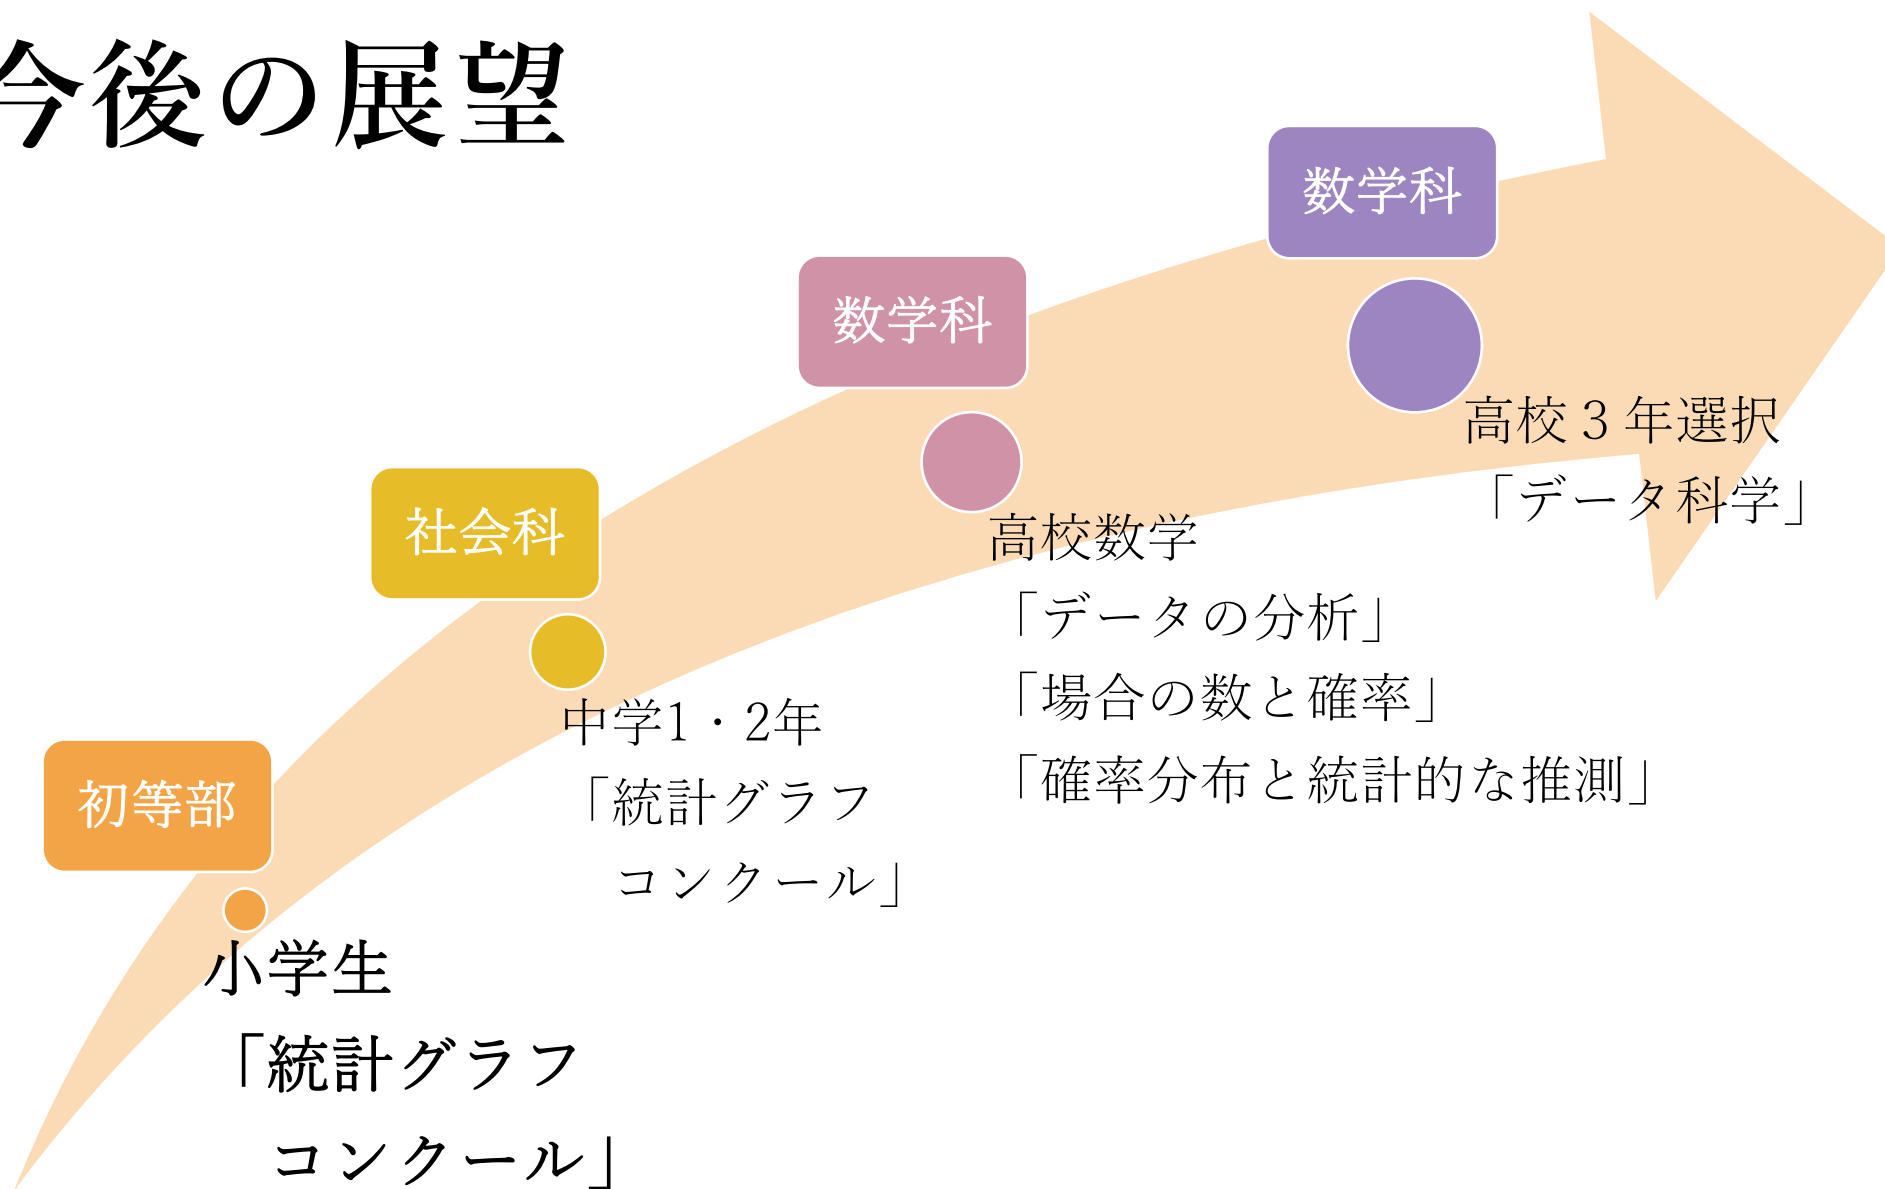 今後の展望
初等部
小学生
「統計グラフ
コンクール」
社会科
中学1・2年
「統計グラフ
コンクール」
数学科
高校数学
「データの分析」
「場合の数と確率」
「確率分布と統計的な推測」
数学科
高校３年選択
「データ科学」